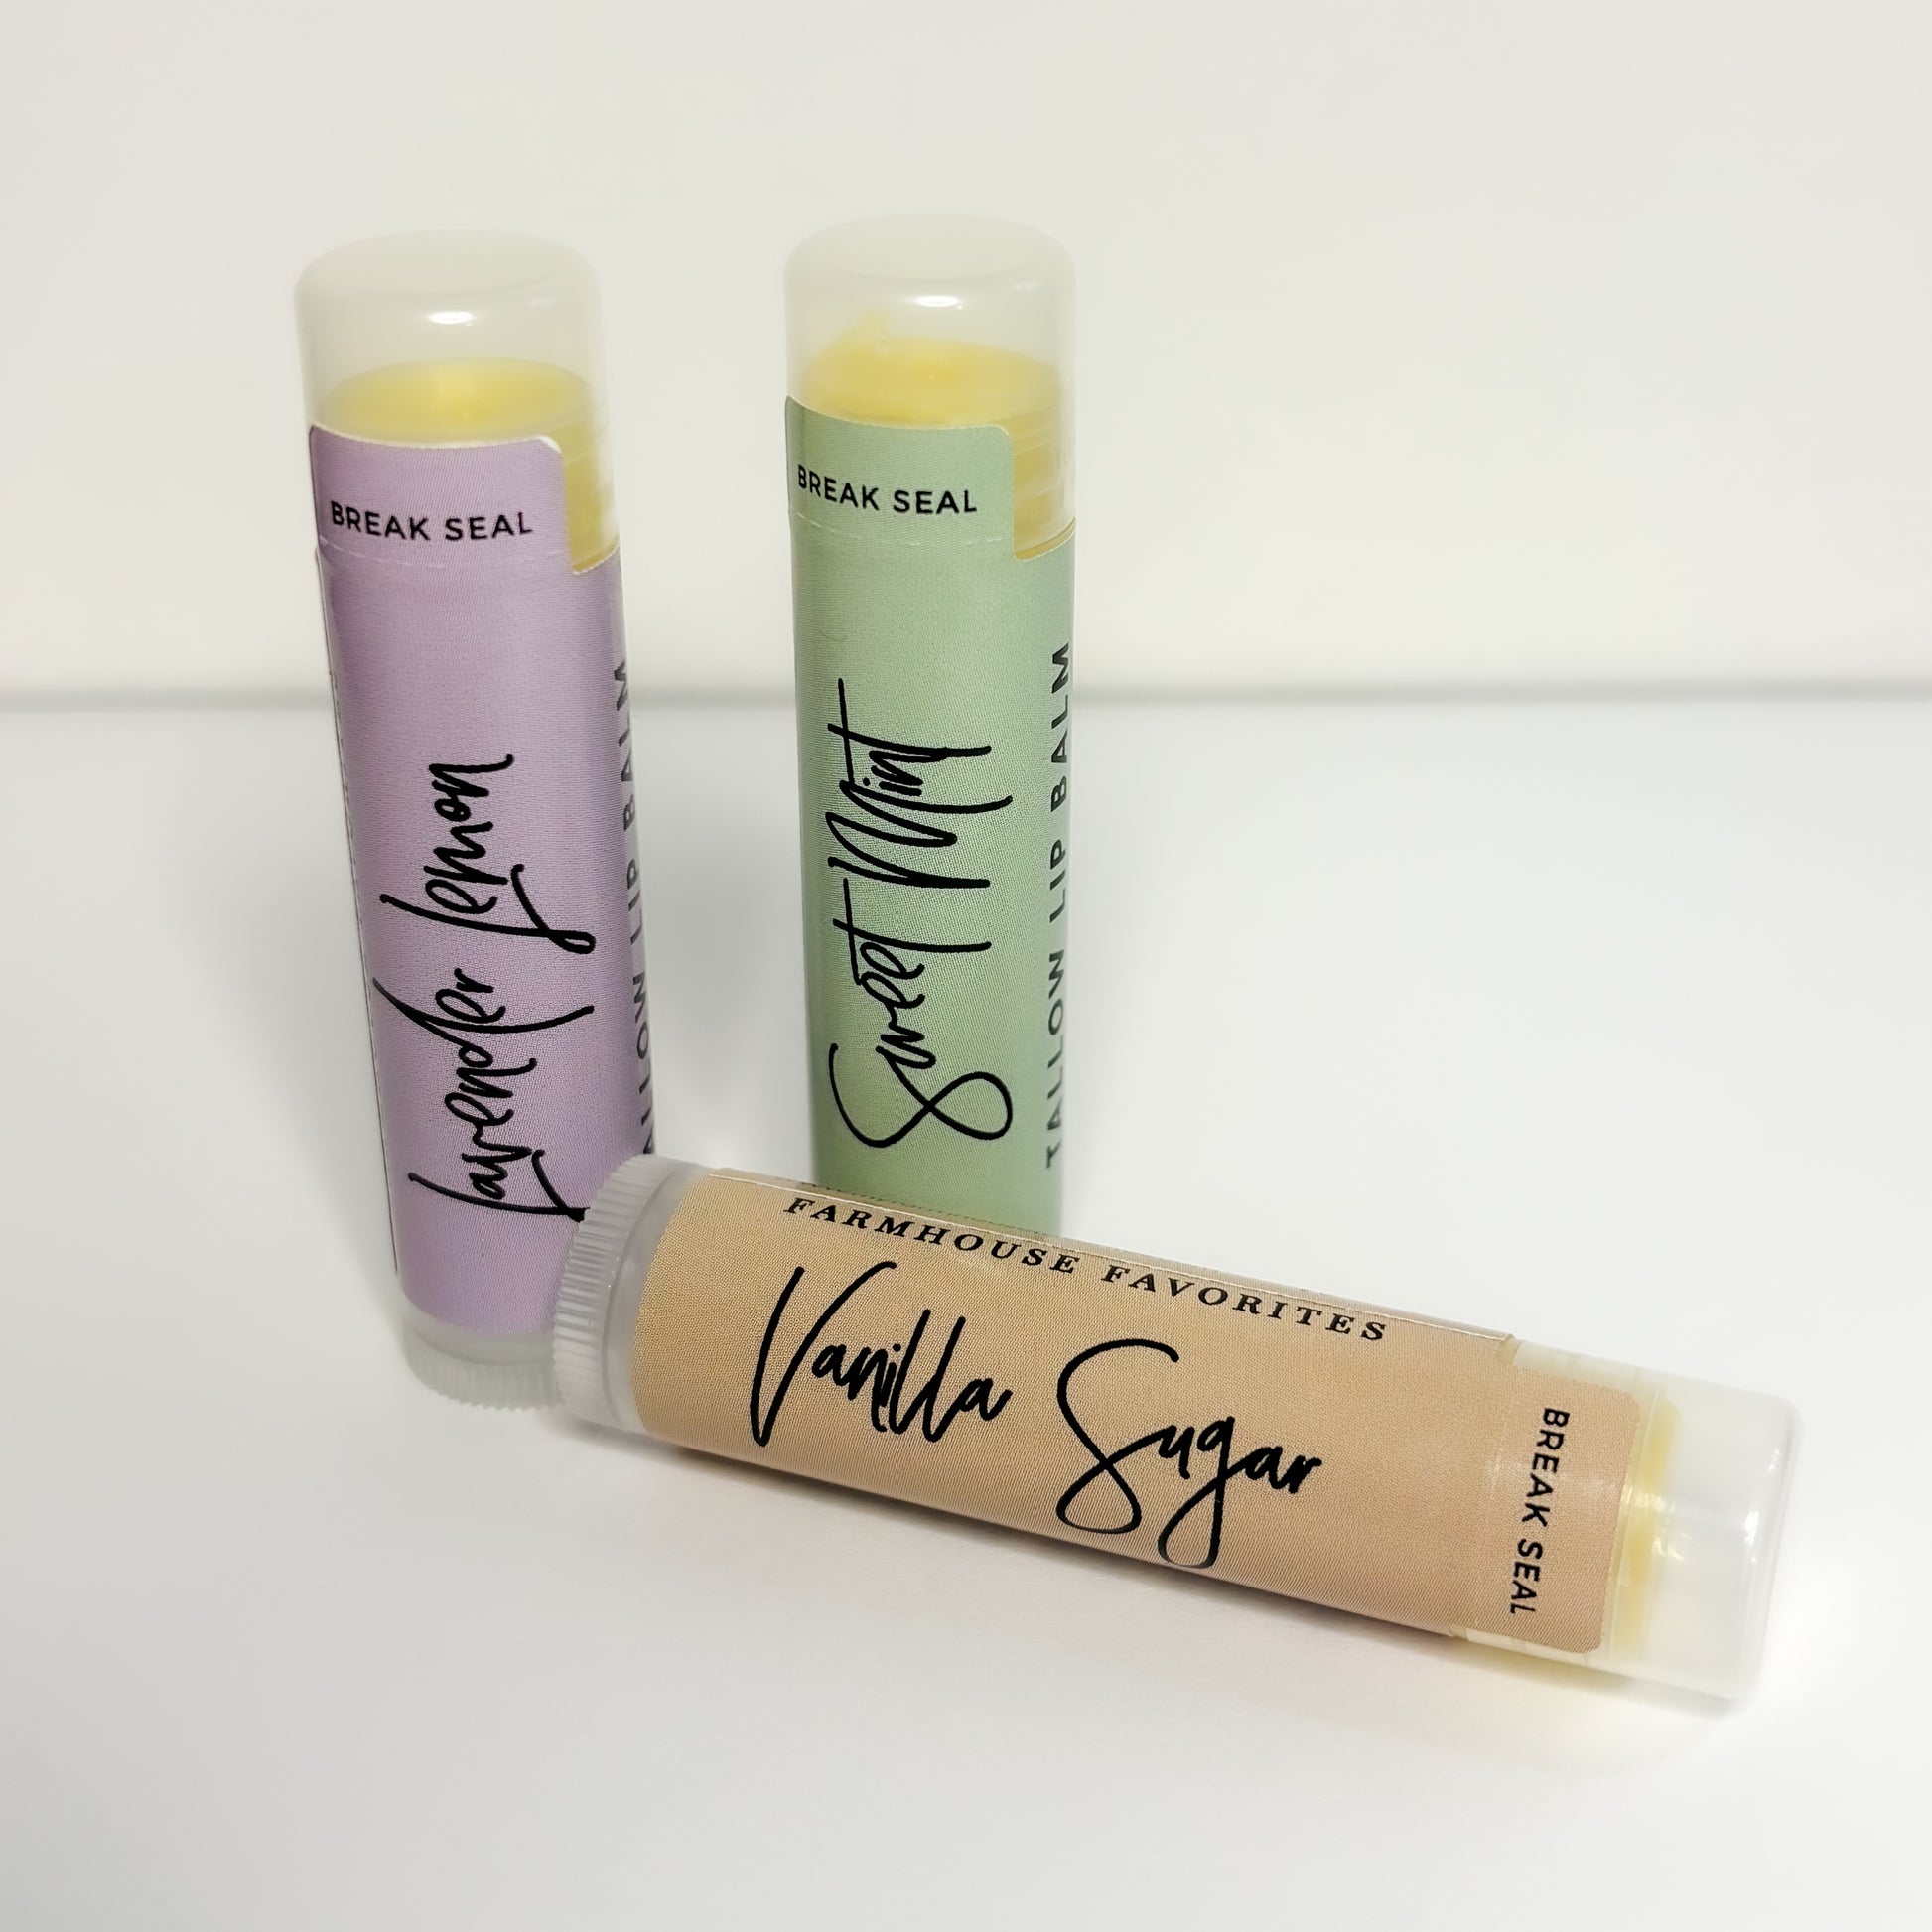 BREAK SEAL
Lavender Lemon
TALLOW LIP BALM
BREAK SEAL
Sweet Mint
TALLOW LIP BALM
FARMHOUSE FAVORITES
Vanilla Sugar
BREAK SEAL